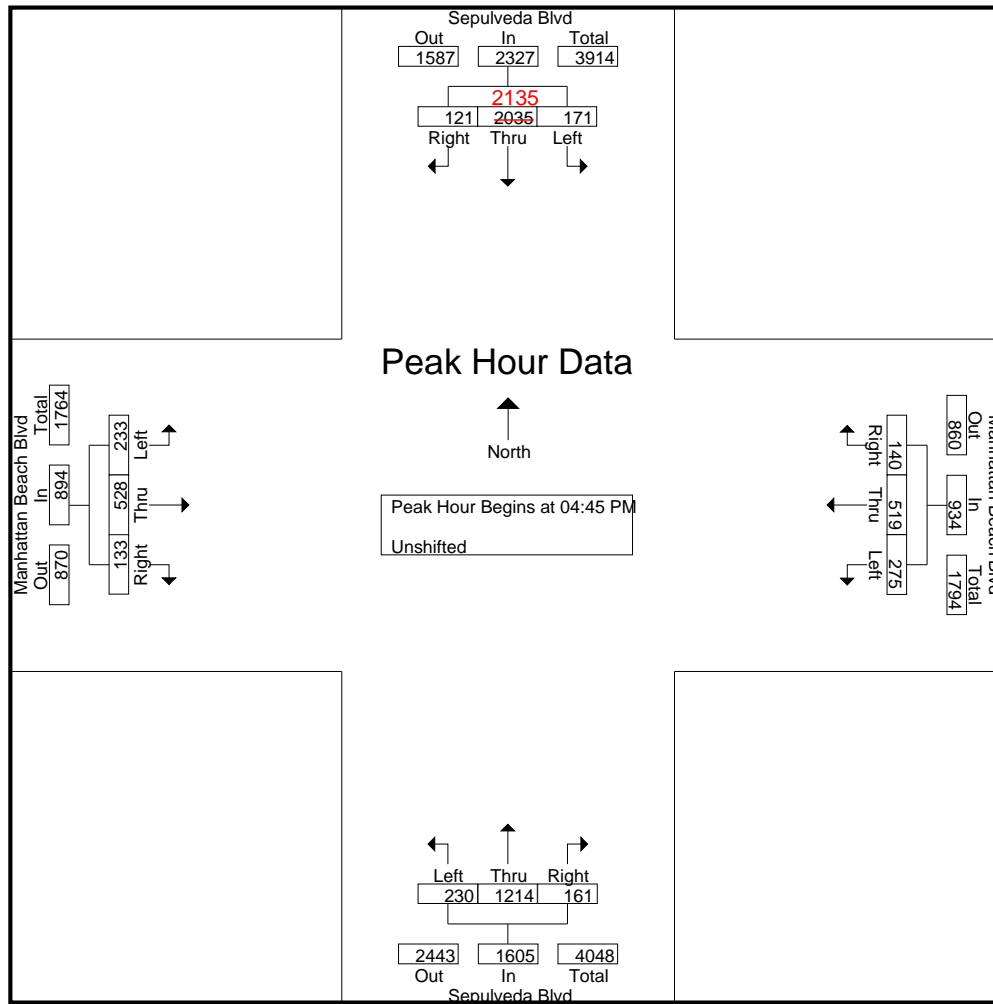 Sepulveda Blvd
Out In Total
1587 2327 3914
2135
121 2035 171
Right Thru Left
Peak Hour Data
North
Peak Hour Begins at 04:45 PM
Unshifted
Manhattan Beach Blvd
Total In Out
1764 894 870
233 528 133
Left Thru Right
Manhattan Beach Blvd
Out In Total
860 934 1794
140 519 275
Right Thru Left
Left Thru Right
230 1214 161
2443 1605 4048
Out In Total
Sepulveda Blvd